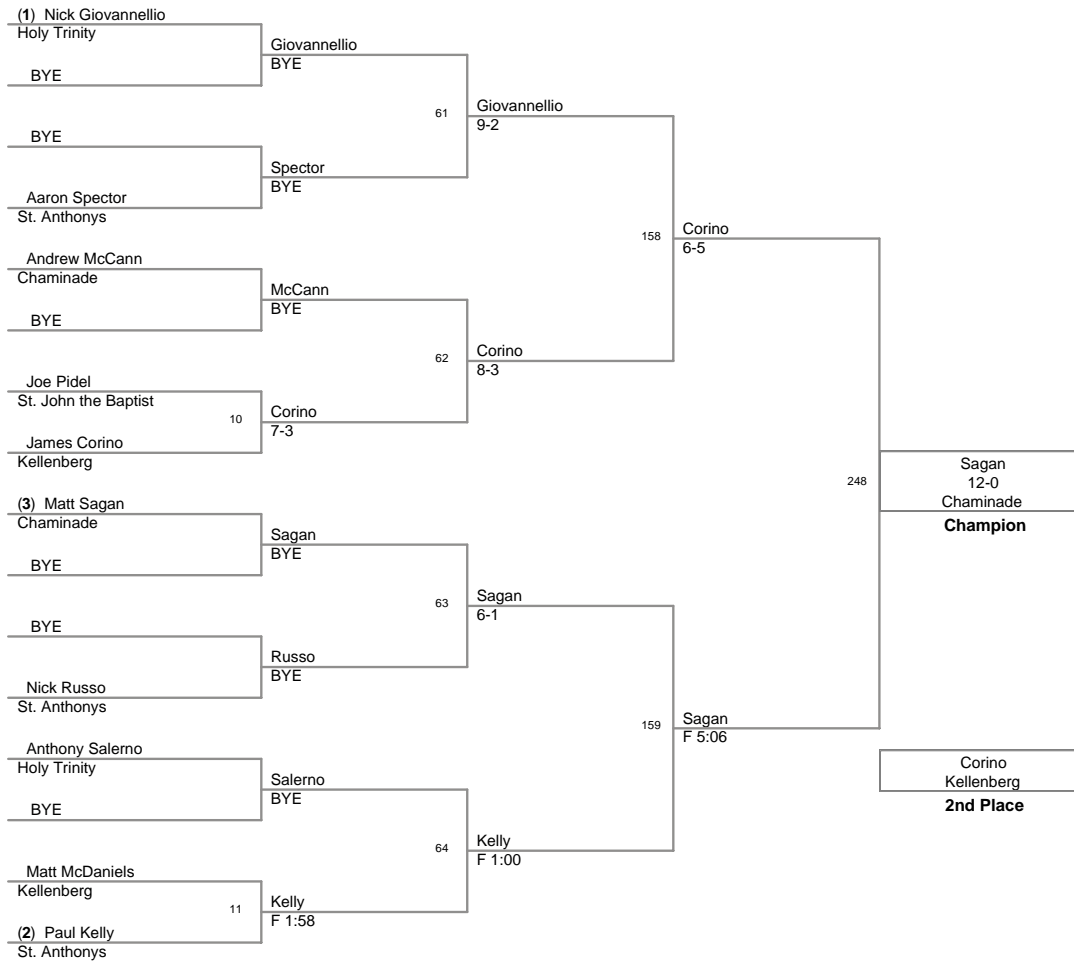 (1) Nick Giovannellio
Holy Trinity
BYE
BYE
Aaron Spector
St. Anthonys
Andrew McCann
Chaminade
BYE
Joe Pidel
St. John the Baptist
10
James Corino
Kellenberg
(3) Matt Sagan
Chaminade
BYE
BYE
Nick Russo
St. Anthonys
Anthony Salerno
Holy Trinity
BYE
Matt McDaniels
Kellenberg
11
(2) Paul Kelly
St. Anthonys
Giovannellio
BYE
61
Spector
BYE
McCann
BYE
62
Corino
7-3
Sagan
BYE
63
Russo
BYE
Salerno
BYE
64
Kelly
F 1:58
Giovannellio
9-2
158
Corino
8-3
Sagan
6-1
159
Kelly
F 1:00
Corino
6-5
248
Sagan
F 5:06
Sagan
12-0
Chaminade
Champion
Corino
Kellenberg
2nd Place